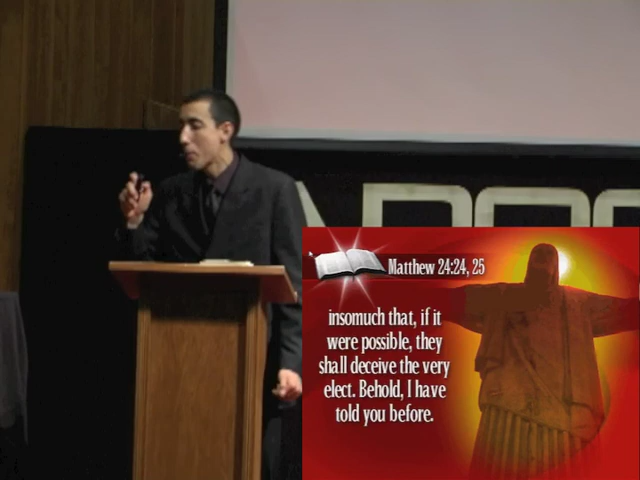 Matthew 24:24, 25
insomuch that, if it
were possible, they
shall deceive the very
elect. Behold, I have
told you before.